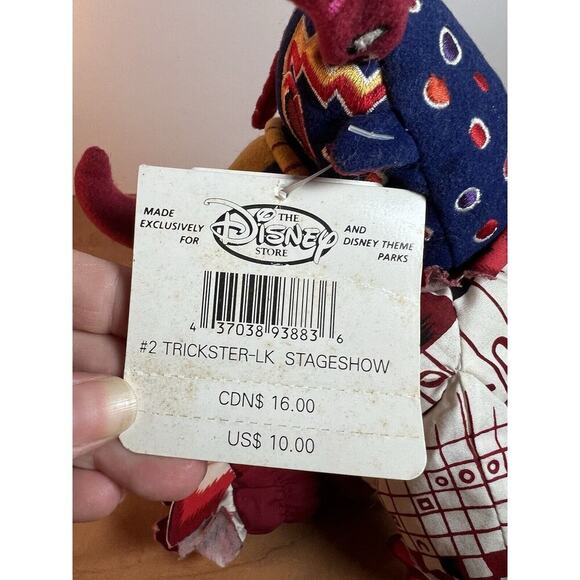 MADE EXCLUSIVELY FOR
THE
Disney
STORE
AND DISNEY THEME PARKS
4 37038 93883 6
#2 TRICKSTER-LK STAGESHOW
CDN$ 16.00
US$ 10.00